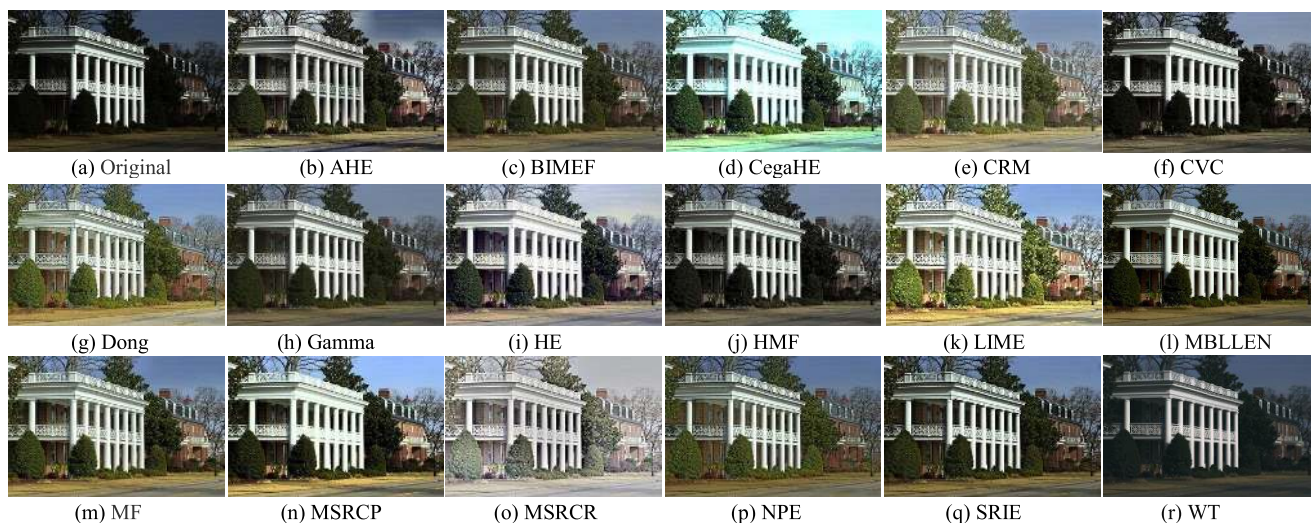 (a) Original (b) AHE (c) BIMEF (d) CegaHE (e) CRM (f) CVC
(g) Dong (h) Gamma (i) HE (j) HMF (k) LIME (l) MBLLEN
(m) MF (n) MSRCP (o) MSRCR (p) NPE (q) SRIE (r) WT